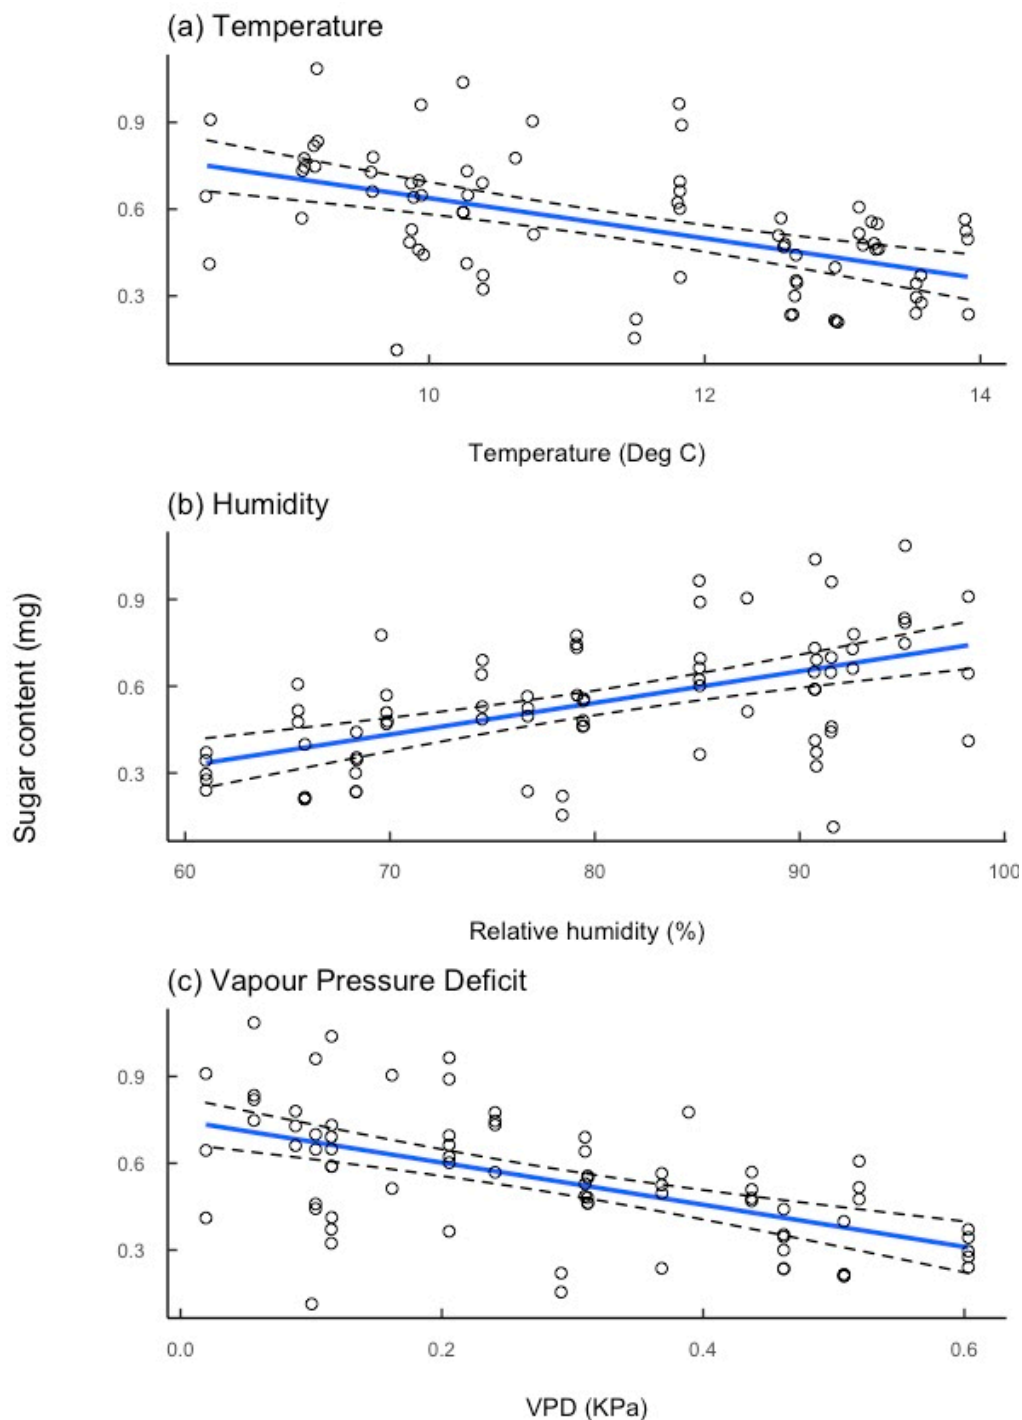 (a) Temperature
0.9
0.6
0.3
10 12 14
Temperature (Deg C)
(b) Humidity
0.9
0.6
0.3
60 70 80 90 100
Relative humidity (%)
Sugar content (mg)
(c) Vapour Pressure Deficit
0.9
0.6
0.3
0.0 0.2 0.4 0.6
VPD (KPa)